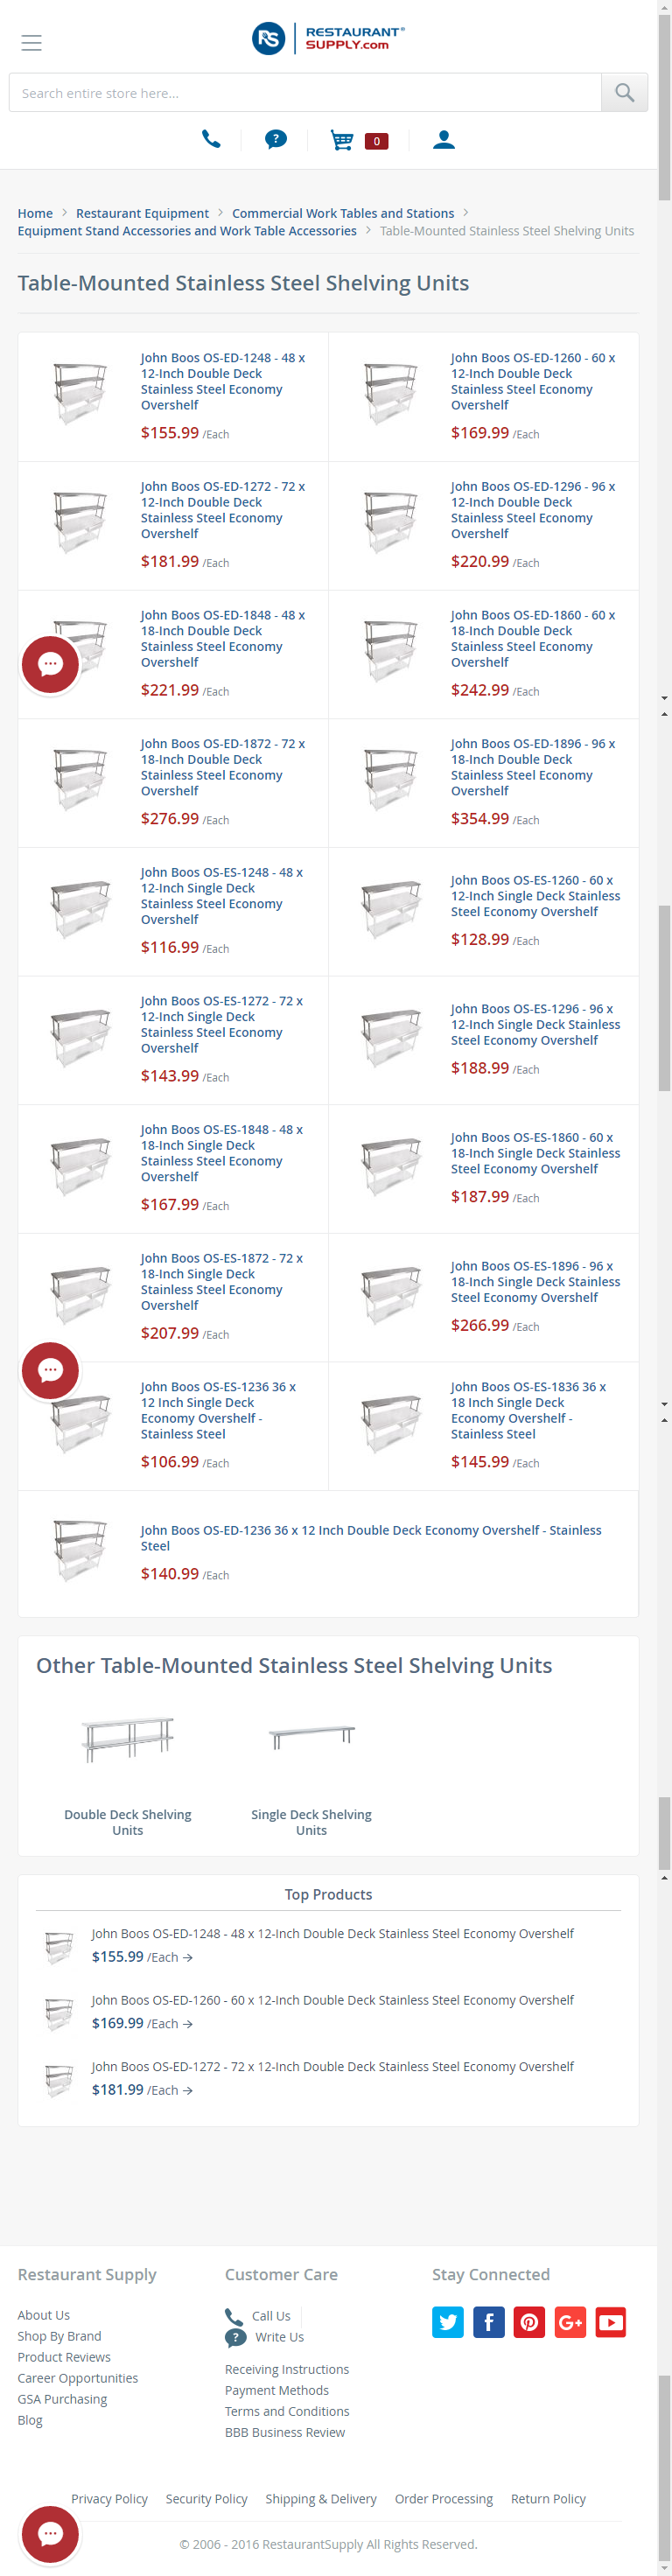 RS RESTAURANT®
SUPPLY.com
Search entire store here...
?
0
Home > Restaurant Equipment > Commercial Work Tables and Stations >
Equipment Stand Accessories and Work Table Accessories > Table-Mounted Stainless Steel Shelving Units
Table-Mounted Stainless Steel Shelving Units
John Boos OS-ED-1248 - 48 x
12-Inch Double Deck
Stainless Steel Economy
Overshelf
$155.99 /Each
John Boos OS-ED-1260 - 60 x
12-Inch Double Deck
Stainless Steel Economy
Overshelf
$169.99 /Each
John Boos OS-ED-1272 - 72 x
12-Inch Double Deck
Stainless Steel Economy
Overshelf
$181.99 /Each
John Boos OS-ED-1296 - 96 x
12-Inch Double Deck
Stainless Steel Economy
Overshelf
$220.99 /Each
John Boos OS-ED-1848 - 48 x
18-Inch Double Deck
Stainless Steel Economy
Overshelf
$221.99 /Each
John Boos OS-ED-1860 - 60 x
18-Inch Double Deck
Stainless Steel Economy
Overshelf
$242.99 /Each
John Boos OS-ED-1872 - 72 x
18-Inch Double Deck
Stainless Steel Economy
Overshelf
$276.99 /Each
John Boos OS-ED-1896 - 96 x
18-Inch Double Deck
Stainless Steel Economy
Overshelf
$354.99 /Each
John Boos OS-ES-1248 - 48 x
12-Inch Single Deck
Stainless Steel Economy
Overshelf
$116.99 /Each
John Boos OS-ES-1260 - 60 x
12-Inch Single Deck Stainless
Steel Economy Overshelf
$128.99 /Each
John Boos OS-ES-1272 - 72 x
12-Inch Single Deck
Stainless Steel Economy
Overshelf
$143.99 /Each
John Boos OS-ES-1296 - 96 x
12-Inch Single Deck Stainless
Steel Economy Overshelf
$188.99 /Each
John Boos OS-ES-1848 - 48 x
18-Inch Single Deck
Stainless Steel Economy
Overshelf
$167.99 /Each
John Boos OS-ES-1860 - 60 x
18-Inch Single Deck Stainless
Steel Economy Overshelf
$187.99 /Each
John Boos OS-ES-1872 - 72 x
18-Inch Single Deck
Stainless Steel Economy
Overshelf
$207.99 /Each
John Boos OS-ES-1896 - 96 x
18-Inch Single Deck Stainless
Steel Economy Overshelf
$266.99 /Each
John Boos OS-ES-1236 36 x
12 Inch Single Deck
Economy Overshelf -
Stainless Steel
$106.99 /Each
John Boos OS-ES-1836 36 x
18 Inch Single Deck
Economy Overshelf -
Stainless Steel
$145.99 /Each
John Boos OS-ED-1236 36 x 12 Inch Double Deck Economy Overshelf - Stainless
Steel
$140.99 /Each
Other Table-Mounted Stainless Steel Shelving Units
Double Deck Shelving
Units
Single Deck Shelving
Units
Top Products
John Boos OS-ED-1248 - 48 x 12-Inch Double Deck Stainless Steel Economy Overshelf
$155.99 /Each →
John Boos OS-ED-1260 - 60 x 12-Inch Double Deck Stainless Steel Economy Overshelf
$169.99 /Each →
John Boos OS-ED-1272 - 72 x 12-Inch Double Deck Stainless Steel Economy Overshelf
$181.99 /Each →
Restaurant Supply
About Us
Shop By Brand
Product Reviews
Career Opportunities
GSA Purchasing
Blog
Customer Care
Call Us
? Write Us
Receiving Instructions
Payment Methods
Terms and Conditions
BBB Business Review
Stay Connected
f G+
Privacy Policy Security Policy Shipping & Delivery Order Processing Return Policy
© 2006 - 2016 RestaurantSupply All Rights Reserved.